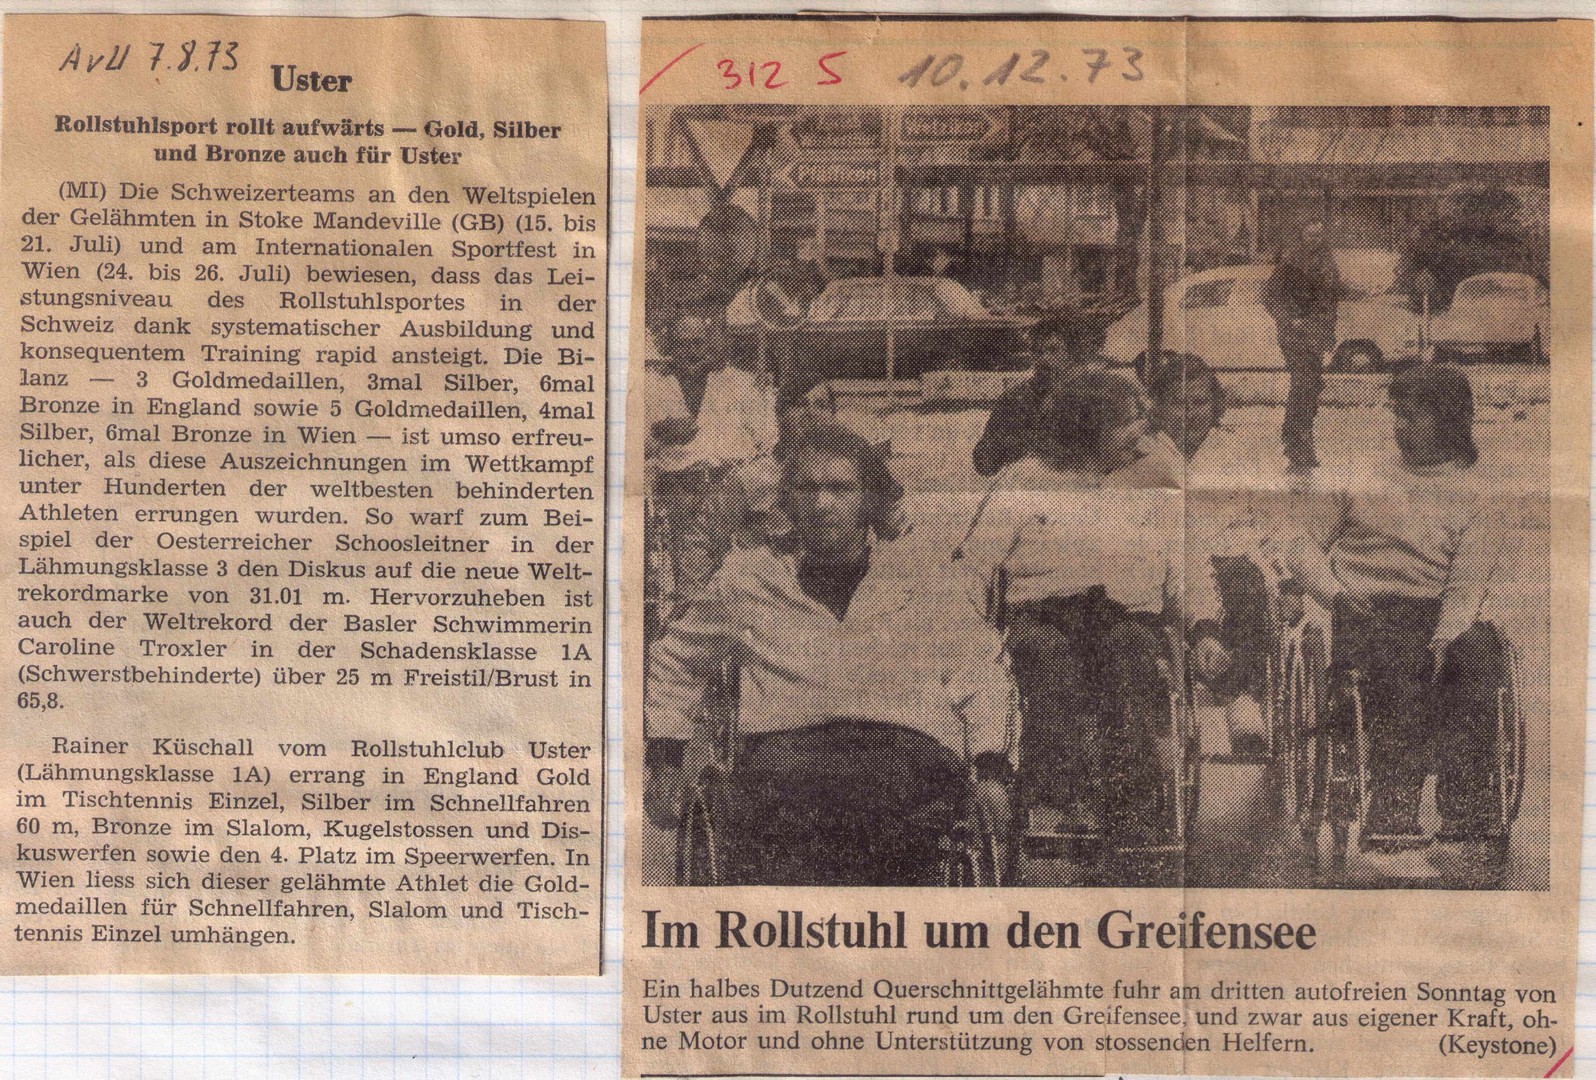 AvU 7.8.73
Uster
Rollstuhlsport rollt aufwärts — Gold, Silber
und Bronze auch für Uster
(MI) Die Schweizerteams an den Weltspielen
der Gelähmten in Stoke Mandeville (GB) (15. bis
21. Juli) und am Internationalen Sportfest in
Wien (24. bis 26. Juli) bewiesen, dass das Lei-
stungsniveau des Rollstuhlsportes in der
Schweiz dank systematischer Ausbildung und
konsequentem Training rapid ansteigt. Die Bi-
lanz — 3 Goldmedaillen, 3mal Silber, 6mal
Bronze in England sowie 5 Goldmedaillen, 4mal
Silber, 6mal Bronze in Wien — ist umso erfreu-
licher, als diese Auszeichnungen im Wettkampf
unter Hunderten der weltbesten behinderten
Athleten errungen wurden. So warf zum Bei-
spiel der Oesterreicher Schoosleitner in der
Lähmungsklasse 3 den Diskus auf die neue Welt-
rekordmarke von 31.01 m. Hervorzuheben ist
auch der Weltrekord der Basler Schwimmerin
Caroline Troxler in der Schadensklasse 1A
(Schwerstbehinderte) über 25 m Freistil/Brust in
65,8.
Rainer Küschall vom Rollstuhlclub Uster
(Lähmungsklasse 1A) errang in England Gold
im Tischtennis Einzel, Silber im Schnellfahren
60 m, Bronze im Slalom, Kugelstossen und Dis-
kuswerfen sowie den 4. Platz im Speerwerfen. In
Wien liess sich dieser gelähmte Athlet die Gold-
medaillen für Schnellfahren, Slalom und Tisch-
tennis Einzel umhängen.
312 S 10.12.73
Pfäffikon
Im Rollstuhl um den Greifensee
Ein halbes Dutzend Querschnittgelähmte fuhr am dritten autofreien Sonntag von
Uster aus im Rollstuhl rund um den Greifensee, und zwar aus eigener Kraft, oh-
ne Motor und ohne Unterstützung von stossenden Helfern. (Keystone)